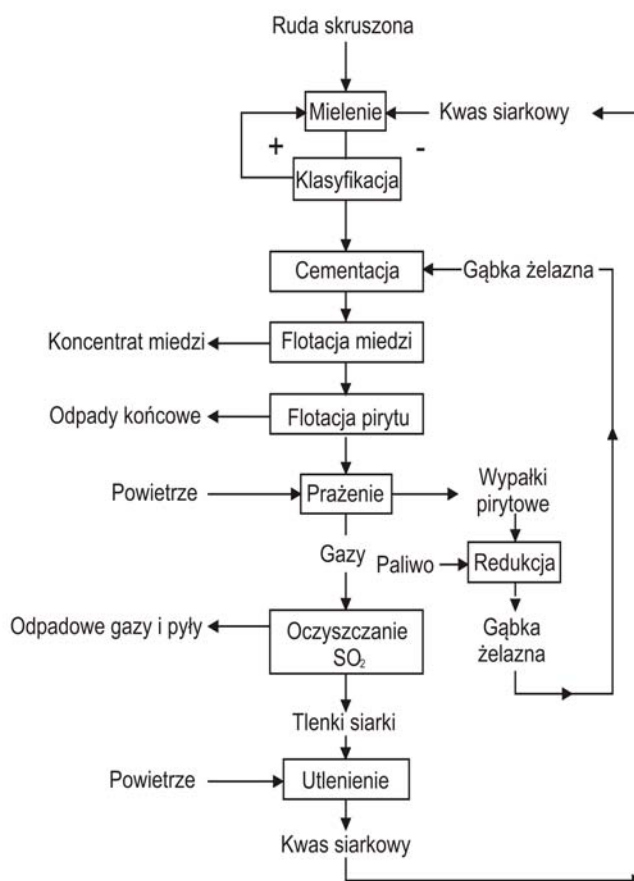 Ruda skruszona
Mielenie
Kwas siarkowy
+
-
Klasyfikacja
Cementacja
Gąbka żelazna
Koncentrat miedzi
Flotacja miedzi
Odpady końcowe
Flotacja pirytu
Powietrze
Prażenie
Wypałki
pirytowe
Gazy
Paliwo
Redukcja
Odpadowe gazy i pyły
Oczyszczanie
SO₂
Gąbka
żelazna
Tlenki siarki
Powietrze
Utlenienie
Kwas siarkowy